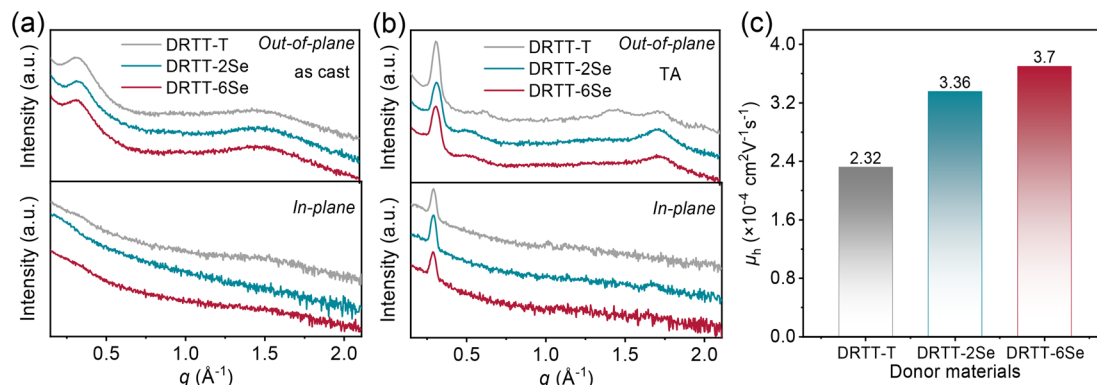 (a)
Intensity (a.u.)
DRTT-T
DRTT-2Se
DRTT-6Se
Out-of-plane
as cast
Intensity (a.u.)
In-plane
0.5 1.0 1.5 2.0
q (Å-1)
(b)
Intensity (a.u.)
DRTT-T
DRTT-2Se
DRTT-6Se
Out-of-plane
TA
Intensity (a.u.)
In-plane
0.5 1.0 1.5 2.0
q (Å-1)
(c)
μh (×10-4 cm2V-1s-1)
4.0
3.2
2.4
1.6
0.8
0.0
2.32
3.36
3.7
DRTT-T DRTT-2Se DRTT-6Se
Donor materials